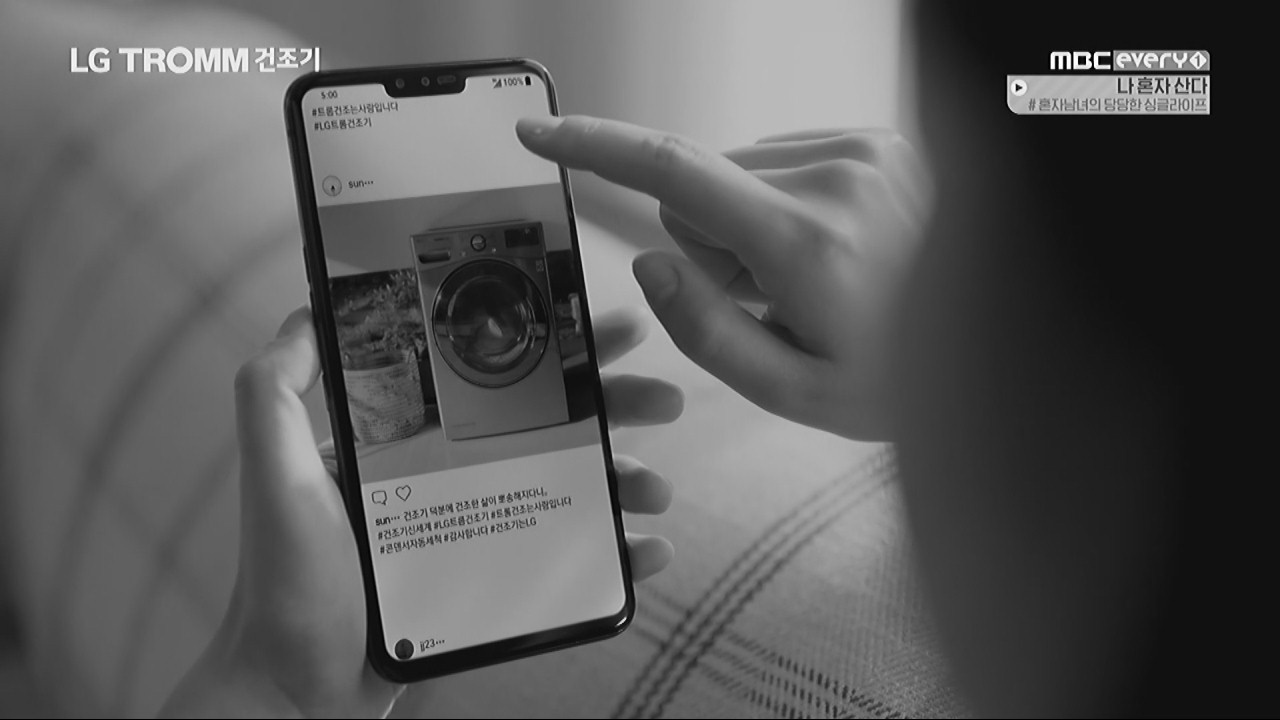 LG TROMM 건조기
MBC every1
나 혼자 산다
# 혼자남녀의 당당한 싱글라이프
5:00
100%
#트롬건조는사랑입니다
#LG트롬건조기
sun···
sun··· 건조기 덕분에 건조한 삶이 뽀송해지다니,
#건조기신세계 #LG트롬건조기 #트롬건조는사랑입니다
#콘덴서자동세척 #감사합니다 #건조기는LG
jj23···